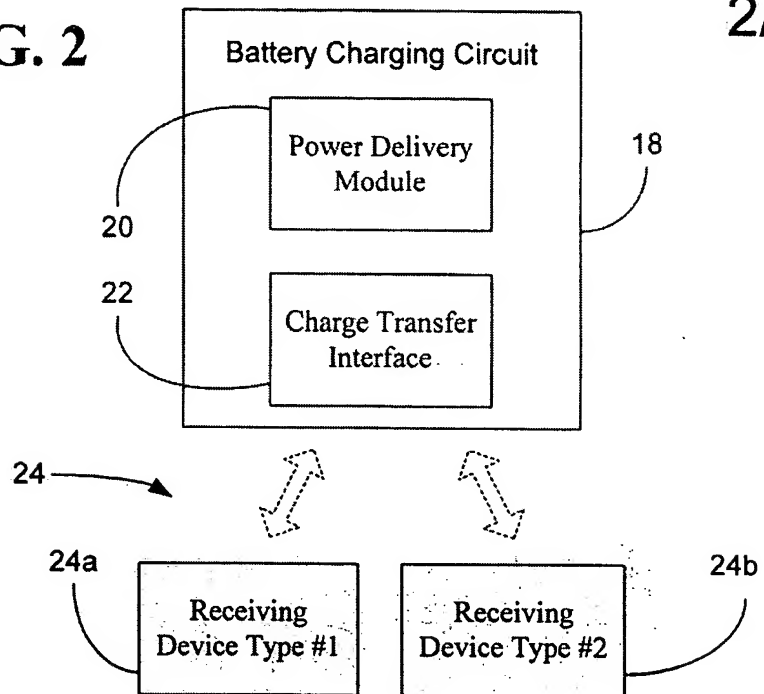 G. 2
2/
Battery Charging Circuit
Power Delivery
Module
18
20
22
Charge Transfer
Interface
24
24a
24b
Receiving
Device Type #1
Receiving
Device Type #2